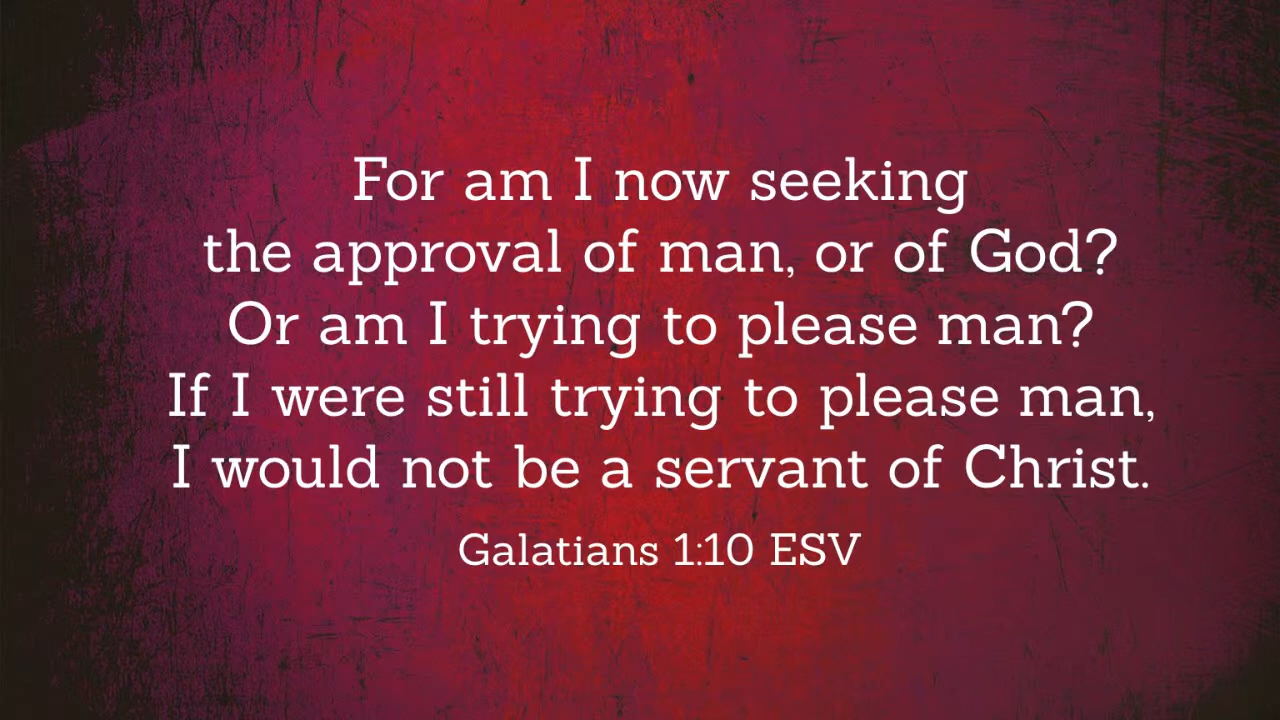 For am I now seeking
the approval of man, or of God?
Or am I trying to please man?
If I were still trying to please man,
I would not be a servant of Christ.
Galatians 1:10 ESV